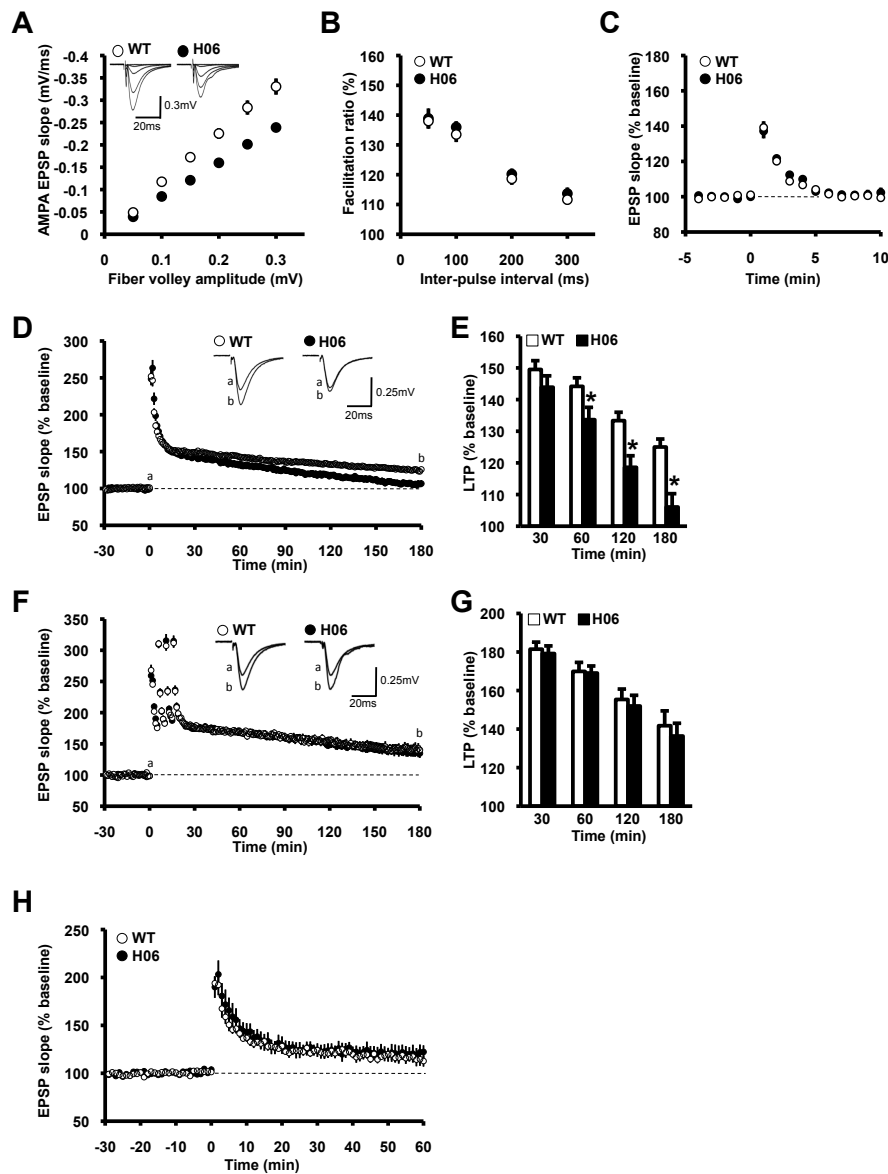 A
WT H06
AMPA EPSP slope (mV/ms)
-0.4
-0.35
-0.3
-0.25
-0.2
-0.15
-0.1
-0.05
0
0.3mV
20ms
0 0.1 0.2 0.3
Fiber volley amplitude (mV)
B
WT
H06
Facilitation ratio (%)
160
150
140
130
120
110
100
0 100 200 300
Inter-pulse interval (ms)
C
WT
H06
EPSP slope (% baseline)
180
160
140
120
100
80
-5 0 5 10
Time (min)
D
WT H06
EPSP slope (% baseline)
300
250
200
150
100
50
a
b
a
b
0.25mV
20ms
a
b
-30 0 30 60 90 120 150 180
Time (min)
E
WT H06
LTP (% baseline)
160
150
140
130
120
110
100
* * *
30 60 120 180
Time (min)
F
WT H06
EPSP slope (% baseline)
350
300
250
200
150
100
50
a
b
a
b
0.25mV
20ms
a
b
-30 0 30 60 90 120 150 180
Time (min)
G
WT H06
LTP (% baseline)
200
180
160
140
120
100
30 60 120 180
Time (min)
H
WT
H06
EPSP slope (% baseline)
250
200
150
100
50
-30 -20 -10 0 10 20 30 40 50 60
Time (min)